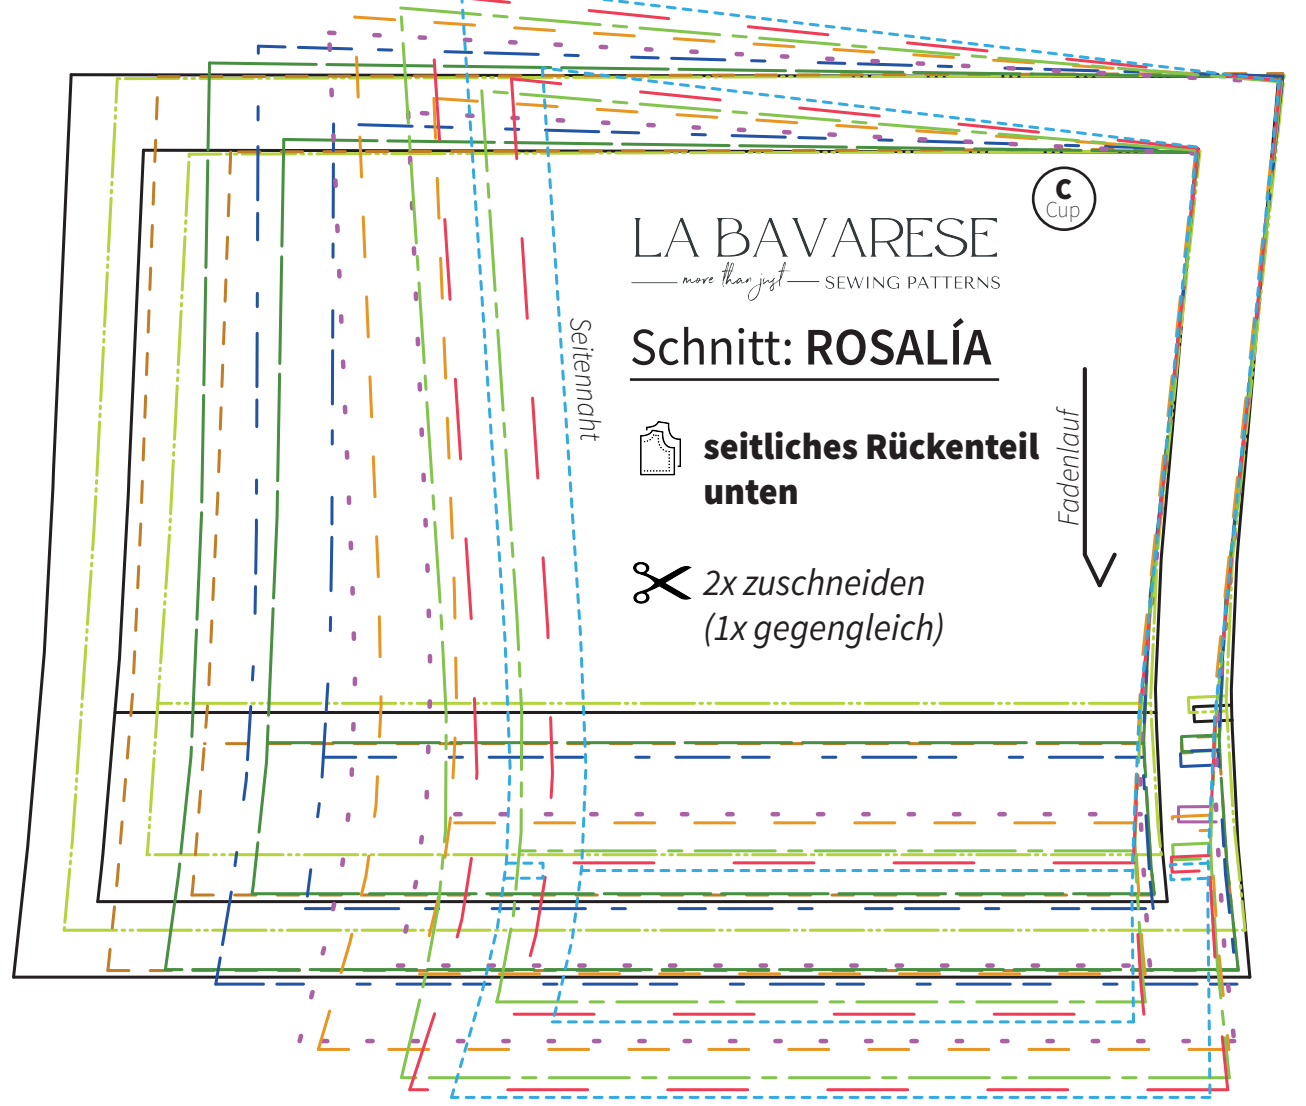 C
Cup
LA BAVARESE
more than just SEWING PATTERNS
Seitennaht
Schnitt: ROSALÍA
Fadenlauf
seitliches Rückenteil
unten
2x zuschneiden
(1x gegengleich)